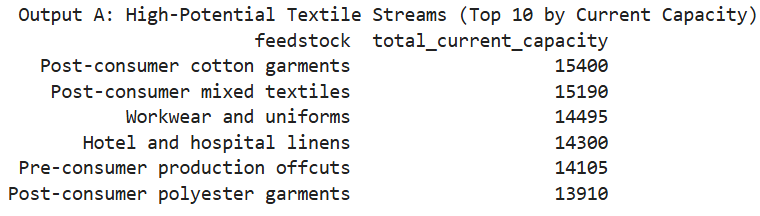 Output A: High-Potential Textile Streams (Top 10 by Current Capacity)
feedstock total_current_capacity
Post-consumer cotton garments 15400
Post-consumer mixed textiles 15190
Workwear and uniforms 14495
Hotel and hospital linens 14300
Pre-consumer production offcuts 14105
Post-consumer polyester garments 13910